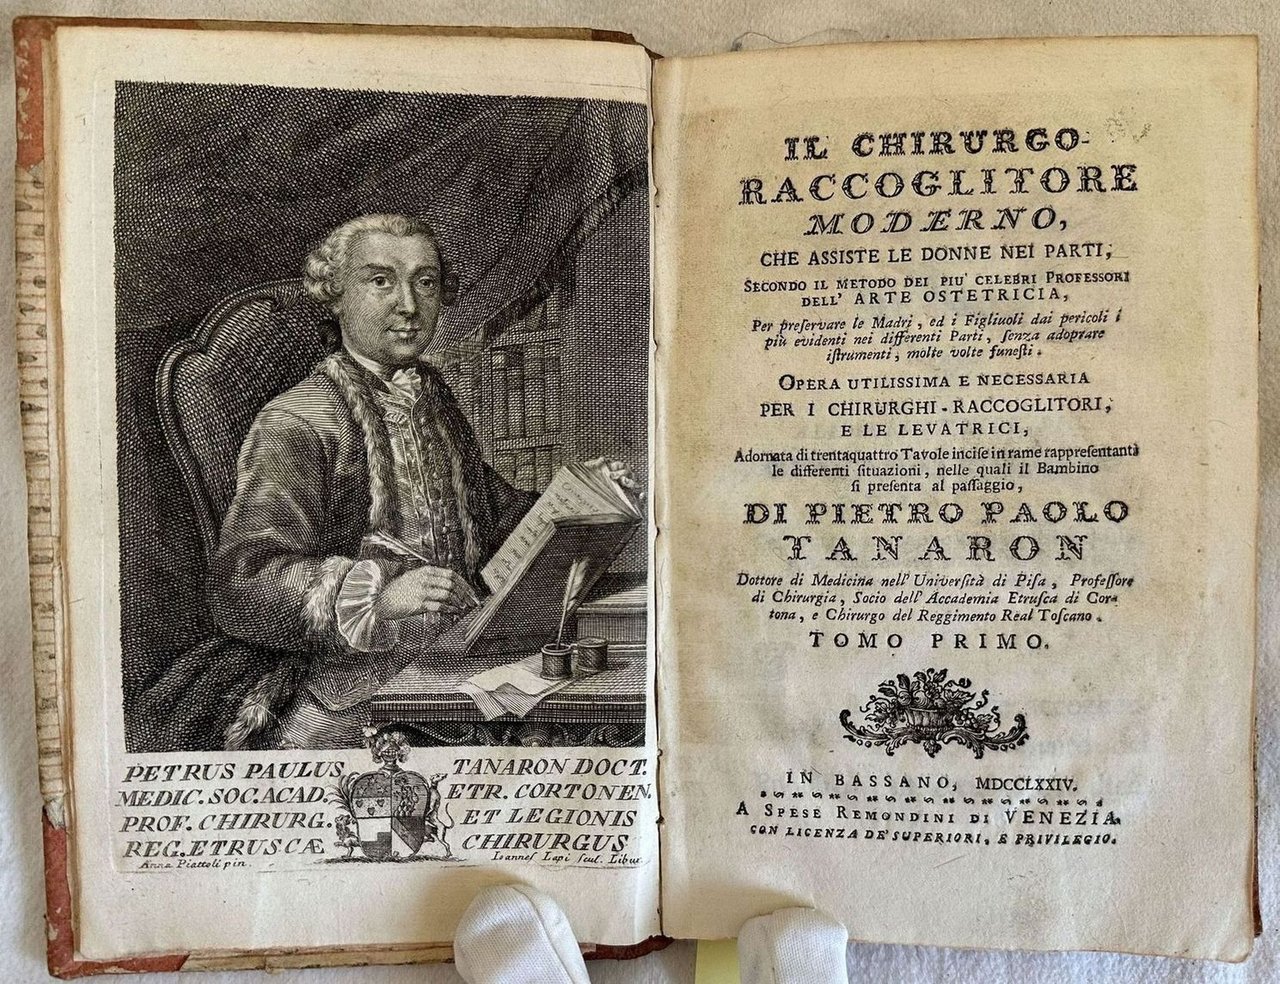 PETRUS PAULUS TANARON DOCT.
MEDIC. SOC. ACAD. ETR. CORTONEN.
PROF. CHIRURG. ET LEGIONIS
REG. ETRUSCÆ CHIRURGUS
Anna Piattoli pin.
Ioannes Lapi scul. Libur.
IL CHIRURGO-
RACCOGLITORE
MODERNO,
CHE ASSISTE LE DONNE NEI PARTI,
SECONDO IL METODO DEI PIU' CELEBRI PROFESSORI
DELL' ARTE OSTETRICIA,
Per preſervare le Madri, ed i Figliuoli dai pericoli i
più evidenti nei differenti Parti, ſenza adoprare
iſtrumenti, molte volte funeſti.
OPERA UTILISSIMA E NECESSARIA
PER I CHIRURGHI-RACCOGLITORI,
E LE LEVATRICI,
Adornata di trentaquattro Tavole inciſe in rame rappreſentanti
le differenti ſituazioni, nelle quali il Bambino
ſi preſenta al paſſaggio,
DI PIETRO PAOLO
TANARON
Dottore di Medicina nell' Univerſità di Piſa, Profeſſore
di Chirurgia, Socio dell' Accademia Etruſca di Cor-
tona, e Chirurgo del Reggimento Real Toſcano.
TOMO PRIMO.
IN BASSANO, MDCCLXXIV.
A SPESE REMONDINI DI VENEZIA.
CON LICENZA DE' SUPERIORI, E PRIVILEGIO.